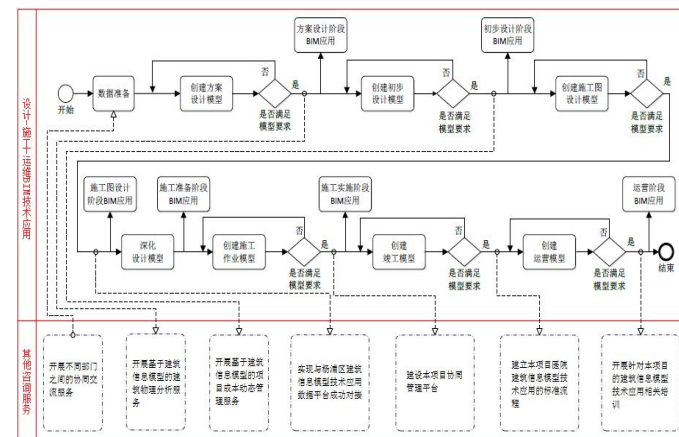 设计+施工+运维BIM技术应用
方案设计阶段
BIM应用
初步设计阶段
BIM应用
否
是
否
是
否
是
开始
数据准备
创建方案
设计模型
是否满足
模型要求
创建初步
设计模型
是否满足
模型要求
创建施工图
设计模型
是否满足
模型要求
施工图设计
阶段BIM应用
施工准备阶段
BIM应用
施工实施阶段
BIM应用
运营阶段
BIM应用
否
是
否
是
否
是
深化
设计模型
创建施工
作业模型
是否满足
模型要求
创建
竣工模型
是否满足
模型要求
创建
运营模型
是否满足
模型要求
结束
其他咨询服务
开展不同部门
之间的协同交
流服务
开展基于建筑
信息模型的建
筑物理分析服
务
开展基于建筑
信息模型的项
目成本动态管
理服务
实现与杨浦区建筑
信息模型技术应用
数据平台成功对接
建设本项目协同
管理平台
建立本项目医院
建筑信息模型技
术应用的标准流
程
开展针对本项
目的建筑信息模型
技术应用相关培
训